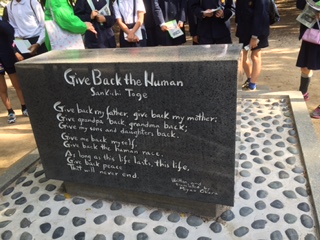 Give Back the Human
Sankichi Toge
Give back my father, give back my mother;
Give grandpa back, grandma back;
Give my sons and daughters back.
Give me back myself,
Give back the human race.
As long as this life lasts, this life,
Give back peace
That will never end.